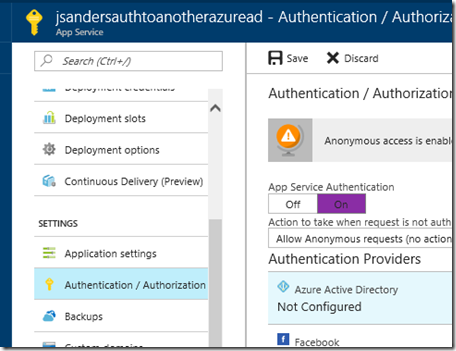 jsandersauthtoanotherazuread - Authentication / Authoriza
App Service
Search (Ctrl+/)
Deployment credentials
Deployment slots
Deployment options
Continuous Delivery (Preview)
SETTINGS
Application settings
Authentication / Authorization
Backups
Custom domains
Save
Discard
Authentication / Authorization
Anonymous access is enable
App Service Authentication
Off
On
Action to take when request is not auth
Allow Anonymous requests (no action
Authentication Providers
Azure Active Directory
Not Configured
Facebook